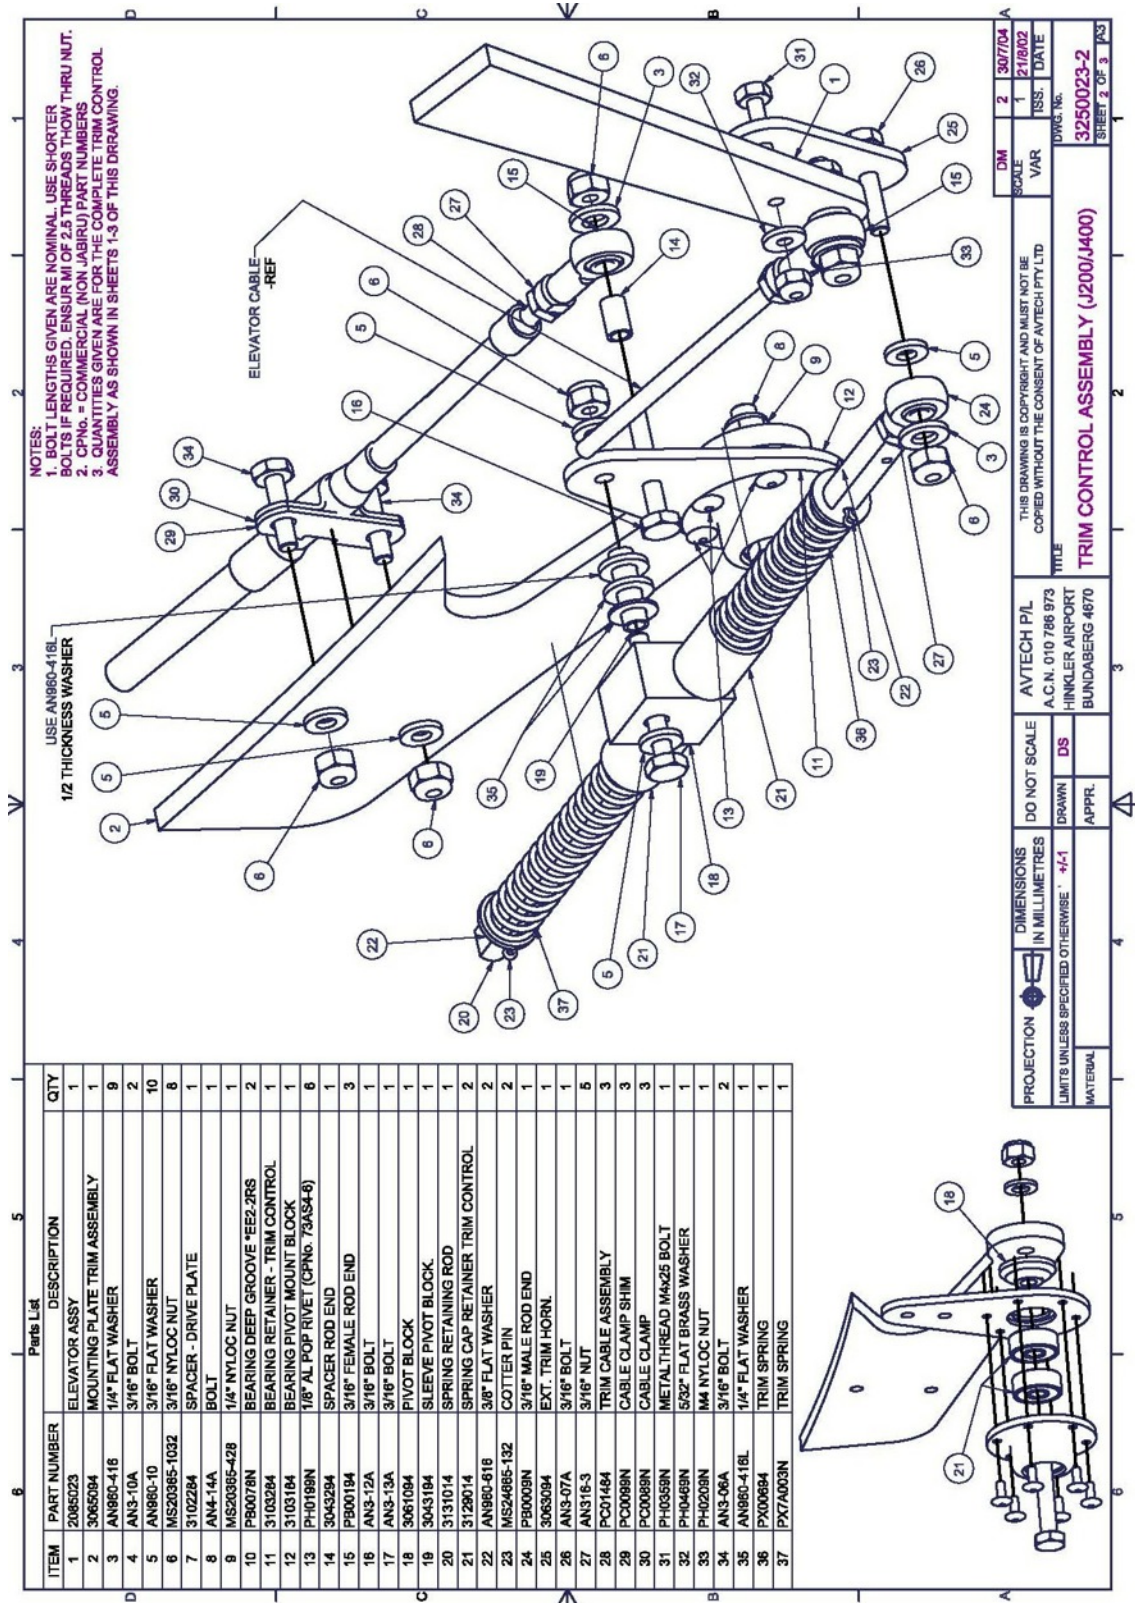 NOTES:
1. BOLT LENGTHS GIVEN ARE NOMINAL. USE SHORTER
BOLTS IF REQUIRED. ENSUR MI OF 2.5 THREADS THOW THRU NUT.
2. CPNo. = COMMERCIAL (NON JABIRU) PART NUMBERS
3. QUANTITIES GIVEN ARE FOR THE COMPLETE TRIM CONTROL
ASSEMBLY AS SHOWN IN SHEETS 1-3 OF THIS DRRAWING.
USE AN960-416L
1/2 THICKNESS WASHER
ELEVATOR CABLE
-REF
Parts List
ITEM PART NUMBER DESCRIPTION QTY
1 2085023 ELEVATOR ASSY 1
2 3065094 MOUNTING PLATE TRIM ASSEMBLY 1
3 AN960-416 1/4" FLAT WASHER 9
4 AN3-10A 3/16" BOLT 2
5 AN960-10 3/16" FLAT WASHER 10
6 MS20365-1032 3/16" NYLOC NUT 8
7 3102284 SPACER - DRIVE PLATE 1
8 AN4-14A BOLT 1
9 MS20365-428 1/4" NYLOC NUT 1
10 PB0078N BEARING DEEP GROOVE *EE2-2RS 2
11 3103284 BEARING RETAINER - TRIM CONTROL 1
12 3103184 BEARING PIVOT MOUNT BLOCK 1
13 PH0199N 1/8" AL POP RIVET (CPNo. 73AS4-6) 6
14 3043294 SPACER ROD END 1
15 PB00194 3/16" FEMALE ROD END 3
16 AN3-12A 3/16" BOLT 1
17 AN3-13A 3/16" BOLT 1
18 3061094 PIVOT BLOCK 1
19 3043194 SLEEVE PIVOT BLOCK. 1
20 3131014 SPRING RETAINING ROD 1
21 3129014 SPRING CAP RETAINER TRIM CONTROL 2
22 AN960-616 3/8" FLAT WASHER 2
23 MS24665-132 COTTER PIN 2
24 PB0009N 3/16" MALE ROD END 1
25 3063094 EXT. TRIM HORN. 1
26 AN3-07A 3/16" BOLT 1
27 AN316-3 3/16" NUT 5
28 PC01484 TRIM CABLE ASSEMBLY 3
29 PC0099N CABLE CLAMP SHIM 3
30 PC0089N CABLE CLAMP 3
31 PH0359N METALTHREAD M4x25 BOLT 1
32 PH0469N 5/32" FLAT BRASS WASHER 1
33 PH0209N M4 NYLOC NUT 1
34 AN3-06A 3/16" BOLT 2
35 AN960-416L 1/4" FLAT WASHER 1
36 PX00694 TRIM SPRING 1
37 PX7A003N TRIM SPRING 1
PROJECTION
DIMENSIONS
IN MILLIMETRES
DO NOT SCALE
LIMITS UNLESS SPECIFIED OTHERWISE +/-1
DRAWN DS
MATERIAL
APPR.
AVTECH P/L
A.C.N. 010 786 973
HINKLER AIRPORT
BUNDABERG 4670
THIS DRAWING IS COPYRIGHT AND MUST NOT BE
COPIED WITHOUT THE CONSENT OF AVTECH PTY LTD
TITLE
TRIM CONTROL ASSEMBLY (J200/J400)
DM 2 30/7/04
1 21/8/02
SCALE ISS. DATE
VAR
DWG. No.
3250023-2
SHEET 2 OF 3 A3